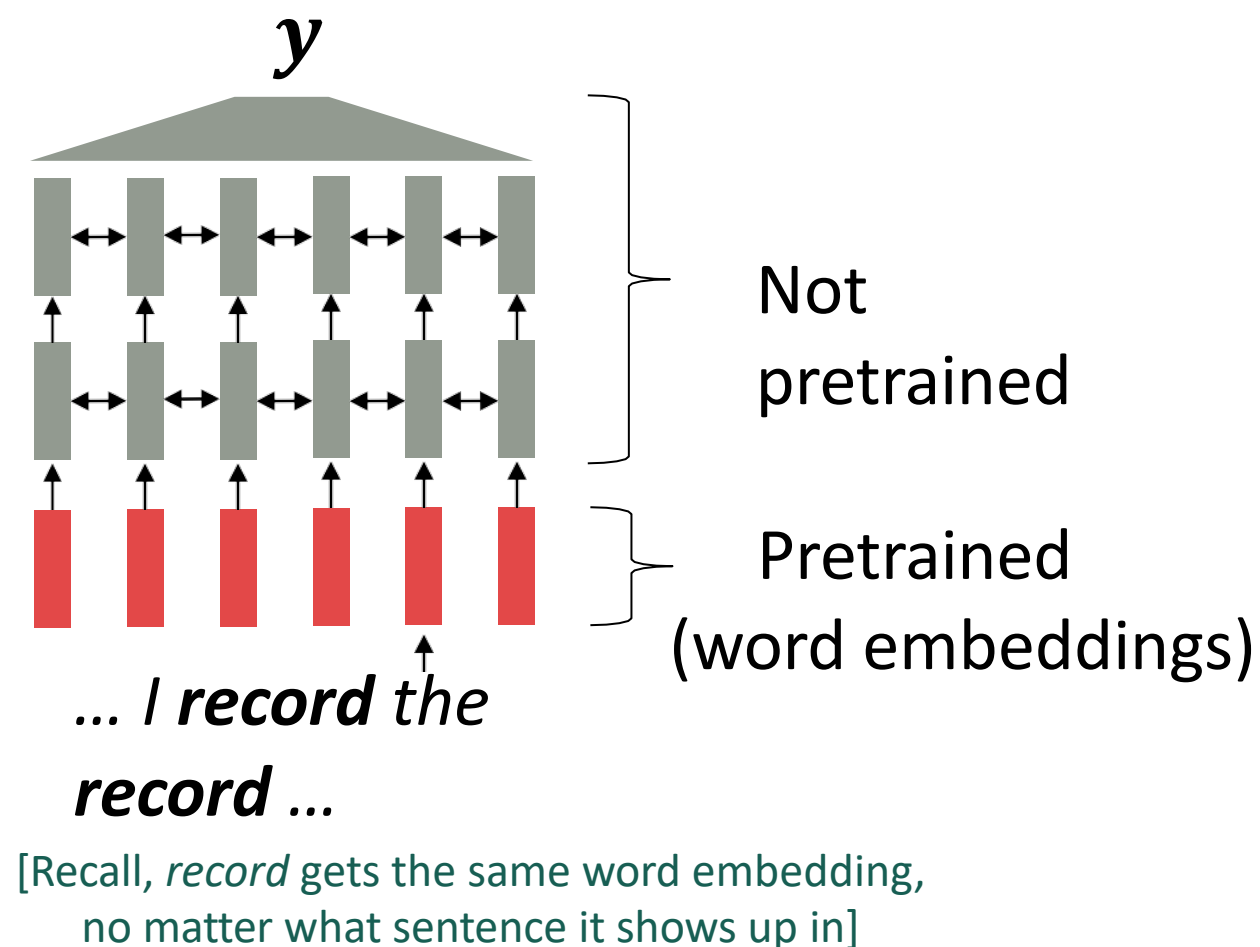 y
Not
pretrained
Pretrained
(word embeddings)
... I record the
record ...
[Recall, record gets the same word embedding,
no matter what sentence it shows up in]